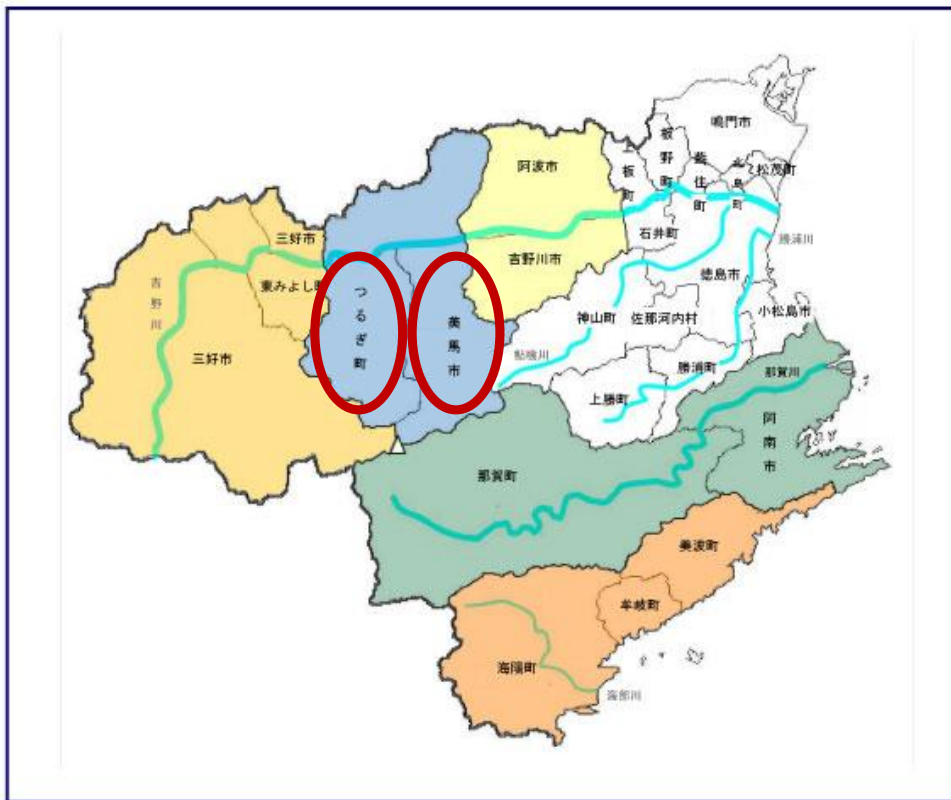 鳴門市
板野町
上板町
藍住町
北島町
松茂町
阿波市
石井町
勝浦川
三好市
吉野川市
徳島市
東みよし町
つるぎ町
美馬市
吉野川
神山町
佐那河内村
小松島市
三好市
鮎喰川
勝浦町
那賀川
上勝町
阿南市
那賀町
美波町
牟岐町
海陽町
海部川